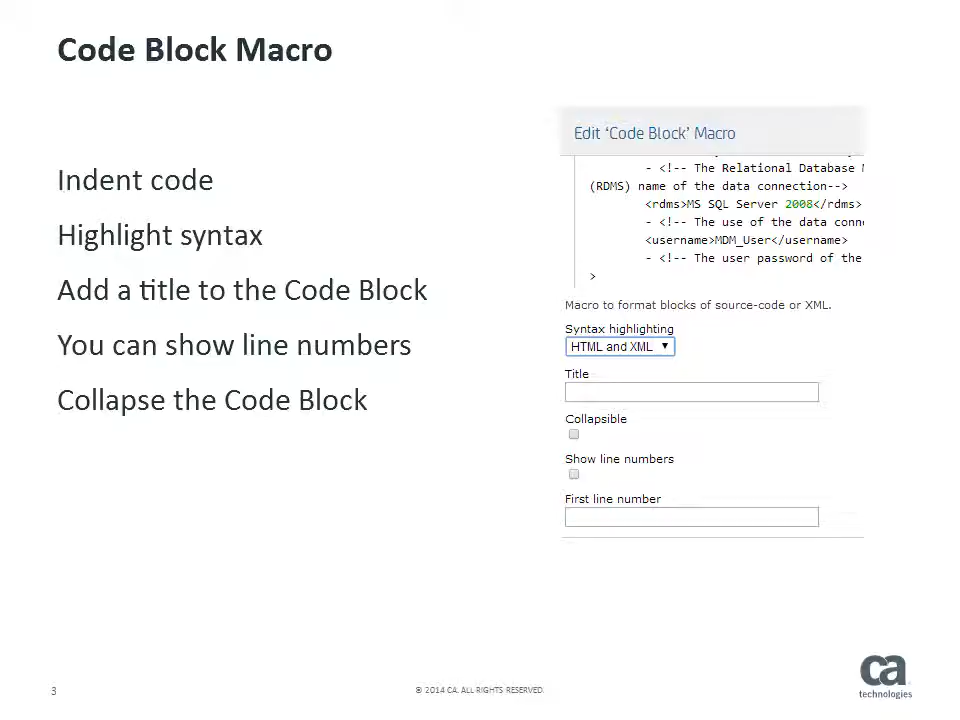 Code Block Macro
Indent code
Highlight syntax
Add a title to the Code Block
You can show line numbers
Collapse the Code Block
Edit ‘Code Block’ Macro
- <!-- The Relational Database
(RDMS) name of the data connection-->
<rdms>MS SQL Server 2008</rdms>
- <!-- The use of the data conn
<username>MDM_User</username>
- <!-- The user password of the
>
Macro to format blocks of source-code or XML.
Syntax highlighting
HTML and XML
Title
Collapsible
Show line numbers
First line number
3
© 2014 CA. ALL RIGHTS RESERVED.
ca
technologies